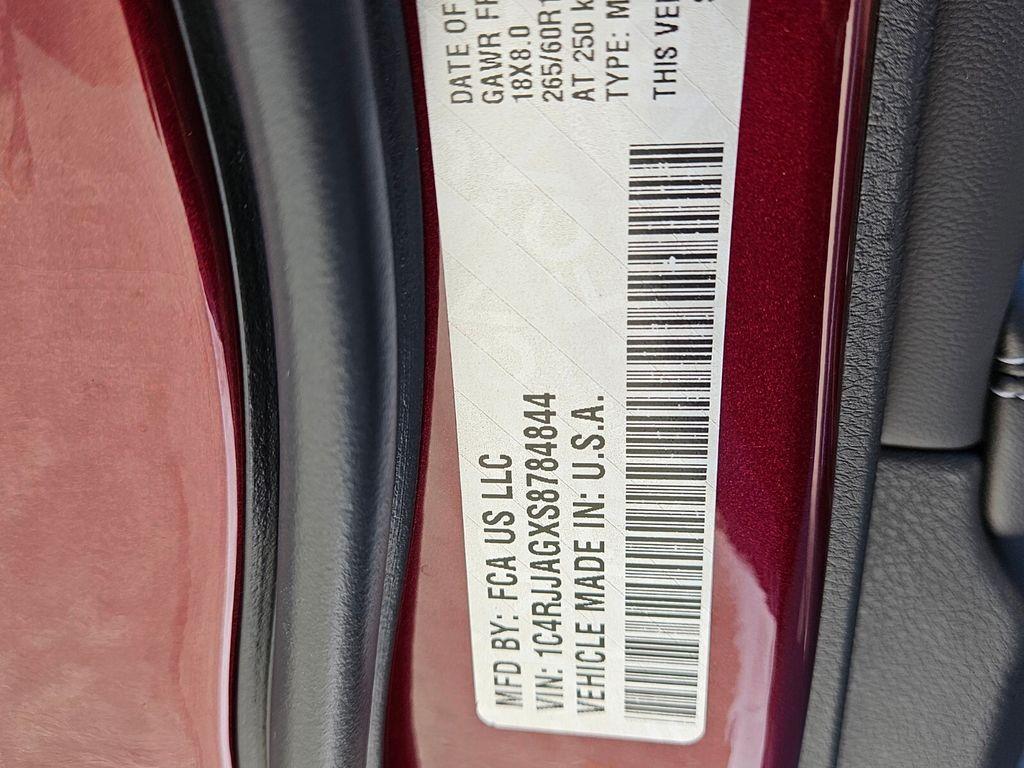 MFD BY: FCA US LLC
VIN: 1C4RJJAGXS8784844
VEHICLE MADE IN: U.S.A.
DATE OF
GAWR
18X8.0
265/60R1
AT 250 k
TYPE: M
THIS VE